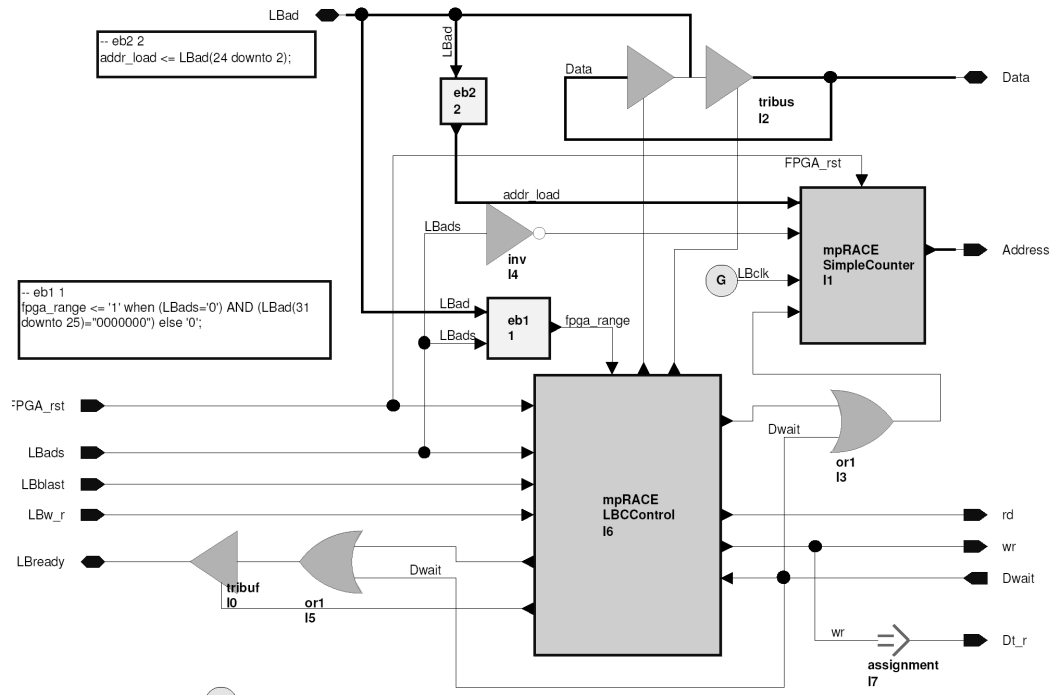 LBad
-- eb2 2
addr_load <= LBad(24 downto 2);
LBad
eb2
2
Data
tribus
I2
Data
FPGA_rst
addr_load
LBads
inv
I4
mpRACE
SimpleCounter
I1
Address
G
LBclk
-- eb1 1
fpga_range <= '1' when (LBads='0') AND (LBad(31
downto 25)="0000000") else '0';
LBad
LBads
eb1
1
fpga_range
FPGA_rst
LBads
LBblast
LBw_r
LBready
mpRACE
LBCControl
I6
Dwait
or1
I3
rd
wr
Dwait
tribuf
I0
or1
I5
Dwait
wr
Dt_r
assignment
I7